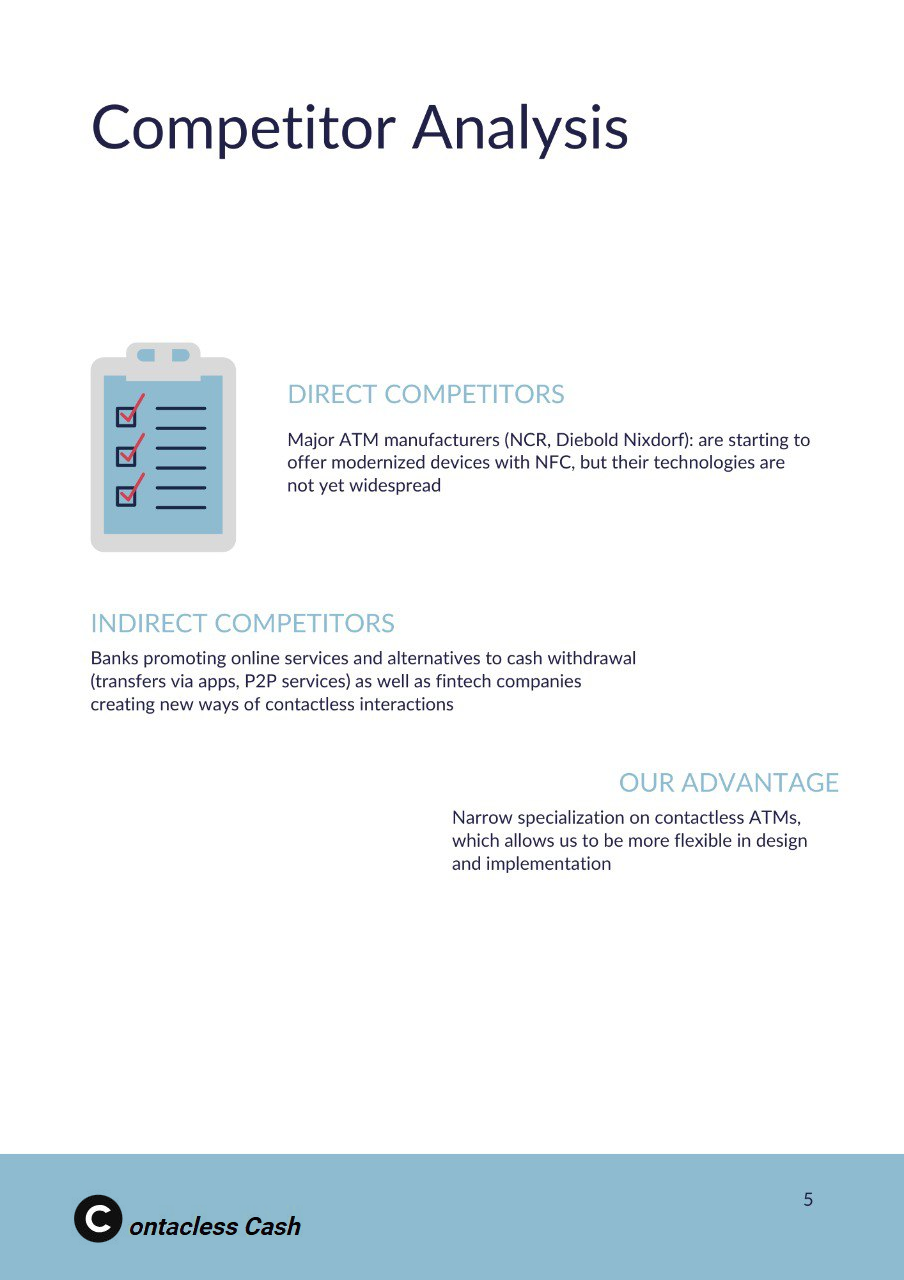 Competitor Analysis
DIRECT COMPETITORS
Major ATM manufacturers (NCR, Diebold Nixdorf): are starting to
offer modernized devices with NFC, but their technologies are
not yet widespread
INDIRECT COMPETITORS
Banks promoting online services and alternatives to cash withdrawal
(transfers via apps, P2P services) as well as fintech companies
creating new ways of contactless interactions
OUR ADVANTAGE
Narrow specialization on contactless ATMs,
which allows us to be more flexible in design
and implementation
5
Contacless Cash